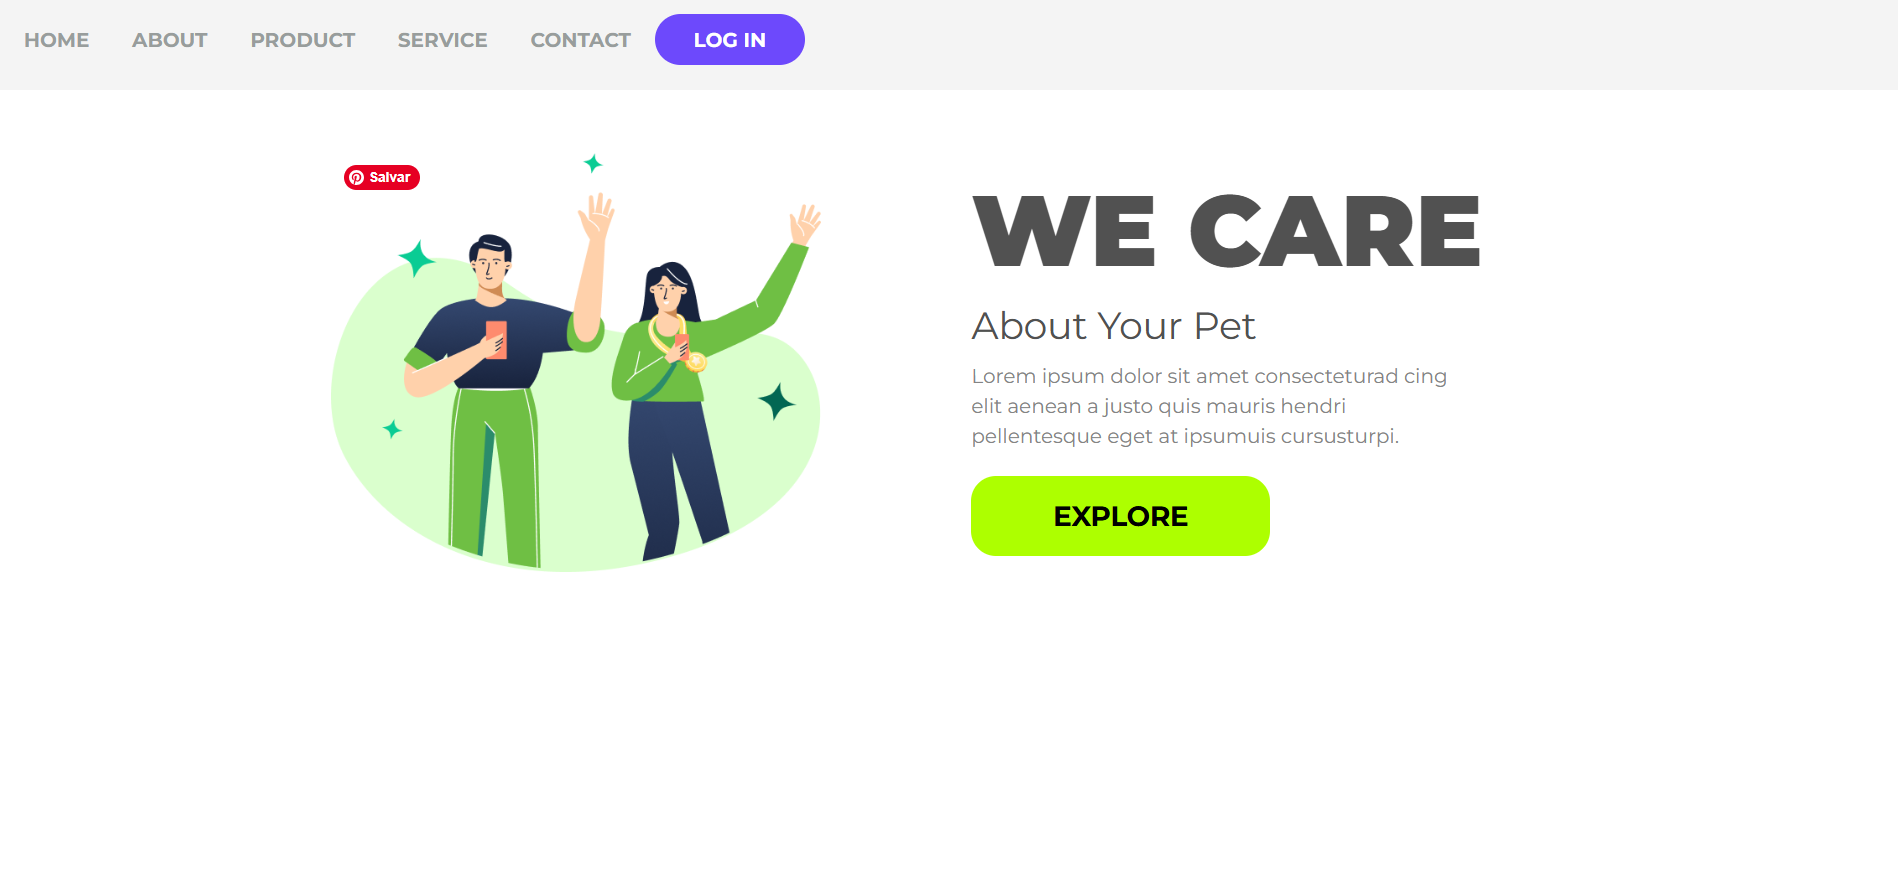 HOME ABOUT PRODUCT SERVICE CONTACT LOG IN
Salvar
WE CARE
About Your Pet
Lorem ipsum dolor sit amet consecteturad cing
elit aenean a justo quis mauris hendri
pellentesque eget at ipsumuis cursusturpi.
EXPLORE